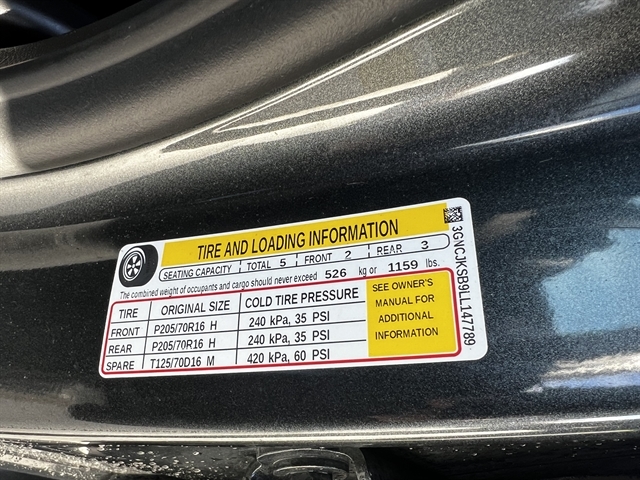 TIRE AND LOADING INFORMATION
SEATING CAPACITY TOTAL 5 FRONT 2 REAR 3
The combined weight of occupants and cargo should never exceed 526 kg or 1159 lbs.
TIRE ORIGINAL SIZE COLD TIRE PRESSURE
FRONT P205/70R16 H 240 kPa, 35 PSI
REAR P205/70R16 H 240 kPa, 35 PSI
SPARE T125/70D16 M 420 kPa, 60 PSI
SEE OWNER'S
MANUAL FOR
ADDITIONAL
INFORMATION
3GNCJKSB9LL147789